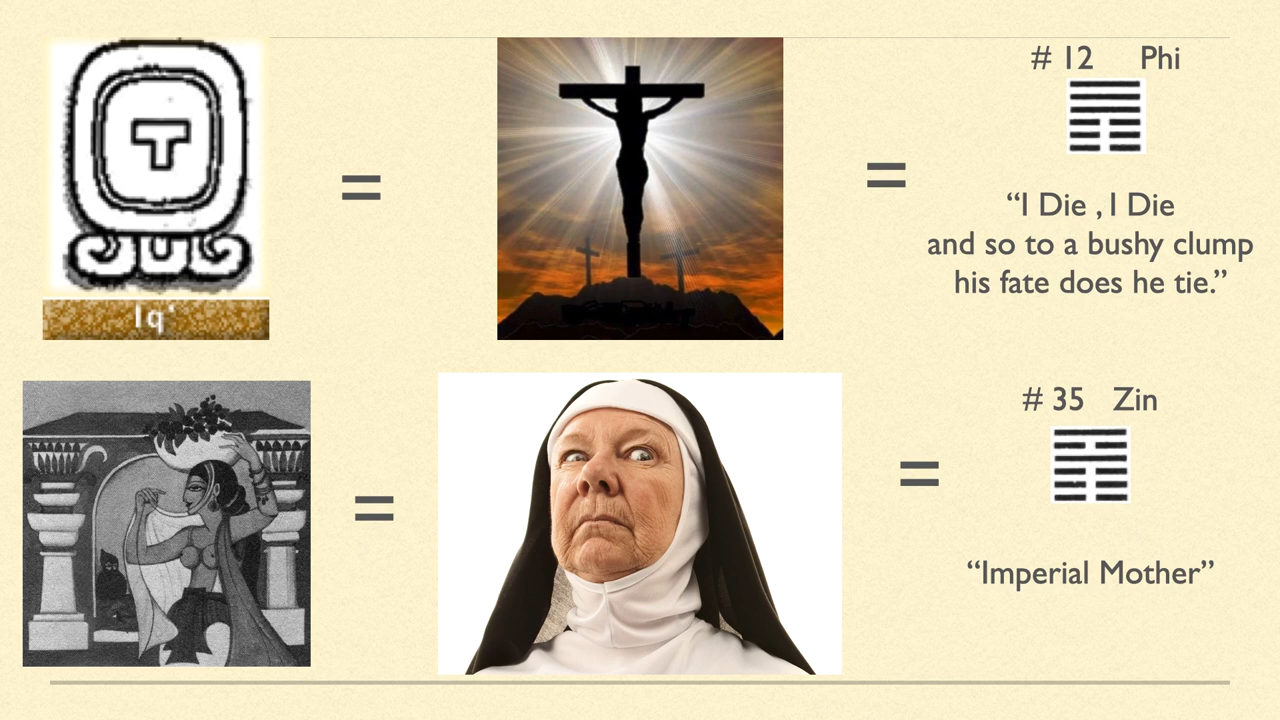 Iq'
=
=
# 12 Phi
“I Die , I Die
and so to a bushy clump
his fate does he tie.”
=
=
# 35 Zin
“Imperial Mother”